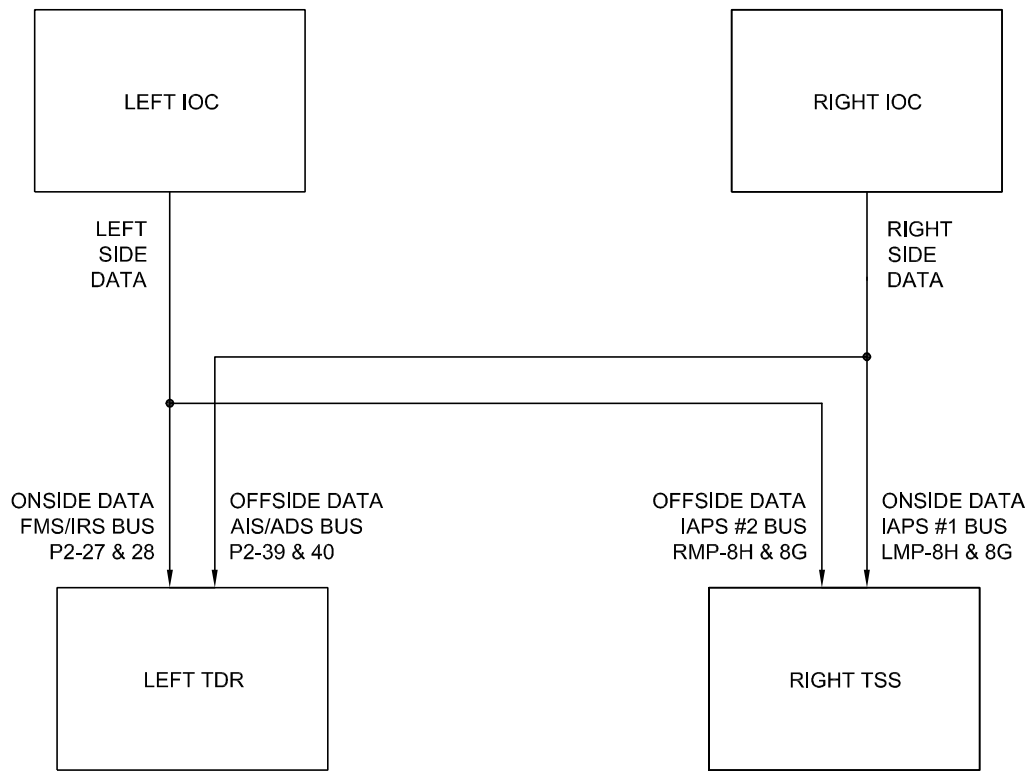 LEFT IOC
RIGHT IOC
LEFT
SIDE
DATA
RIGHT
SIDE
DATA
ONSIDE DATA
FMS/IRS BUS
P2-27 & 28
OFFSIDE DATA
AIS/ADS BUS
P2-39 & 40
OFFSIDE DATA
IAPS #2 BUS
RMP-8H & 8G
ONSIDE DATA
IAPS #1 BUS
LMP-8H & 8G
LEFT TDR
RIGHT TSS